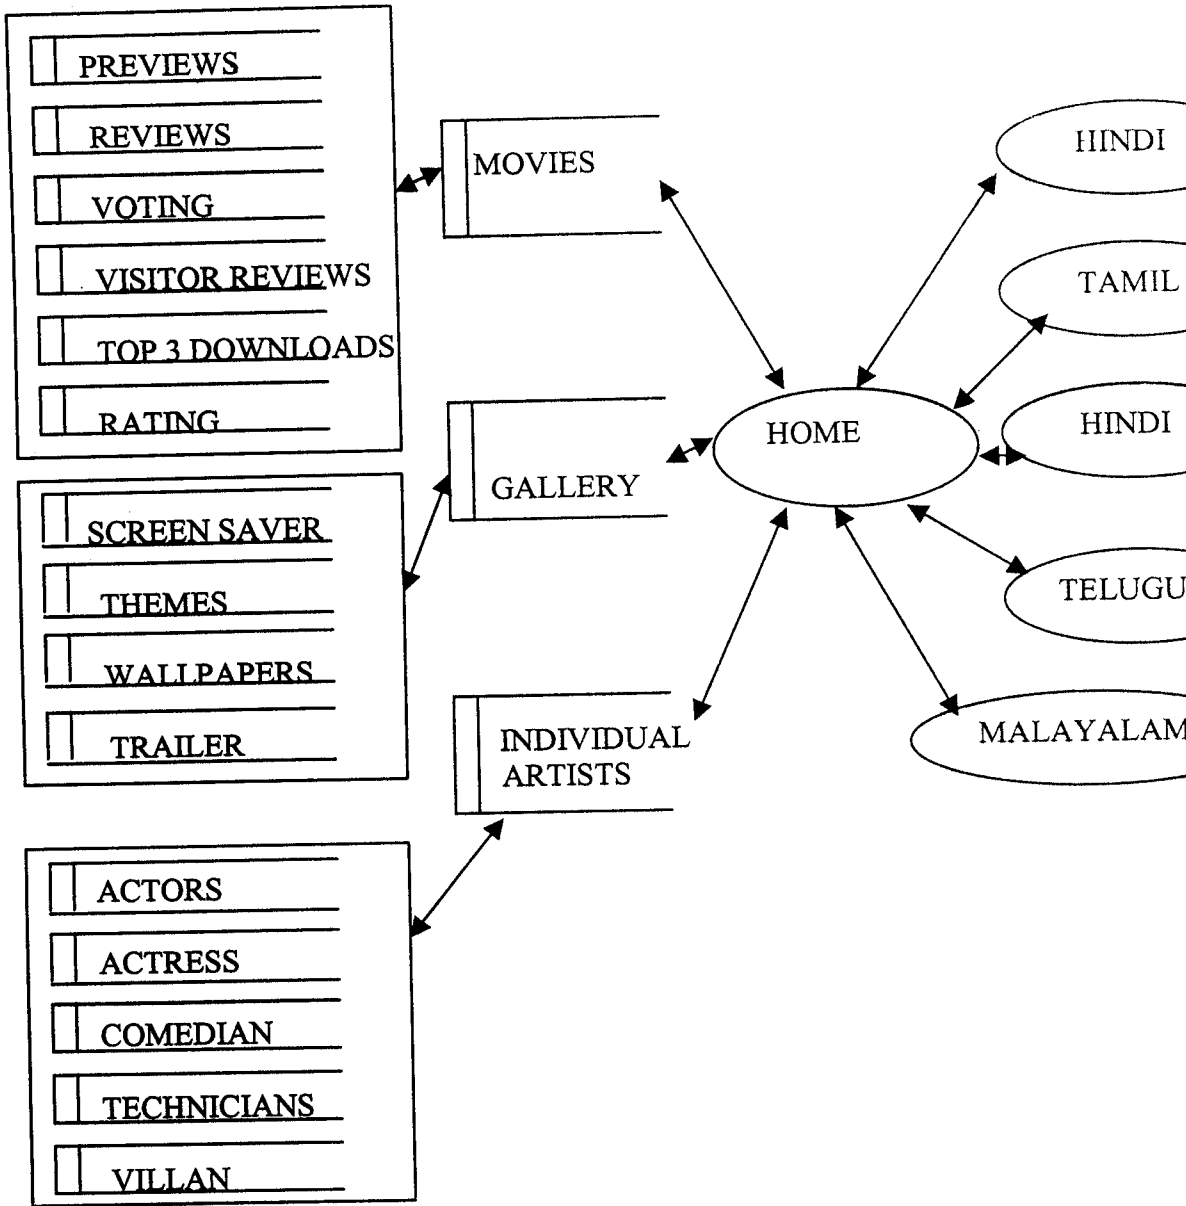 PREVIEWS
REVIEWS
VOTING
VISITOR REVIEWS
TOP 3 DOWNLOADS
RATING
SCREEN SAVER
THEMES
WALLPAPERS
TRAILER
ACTORS
ACTRESS
COMEDIAN
TECHNICIANS
VILLAN
MOVIES
GALLERY
INDIVIDUAL
ARTISTS
HOME
HINDI
TAMIL
HINDI
TELUGU
MALAYALAM